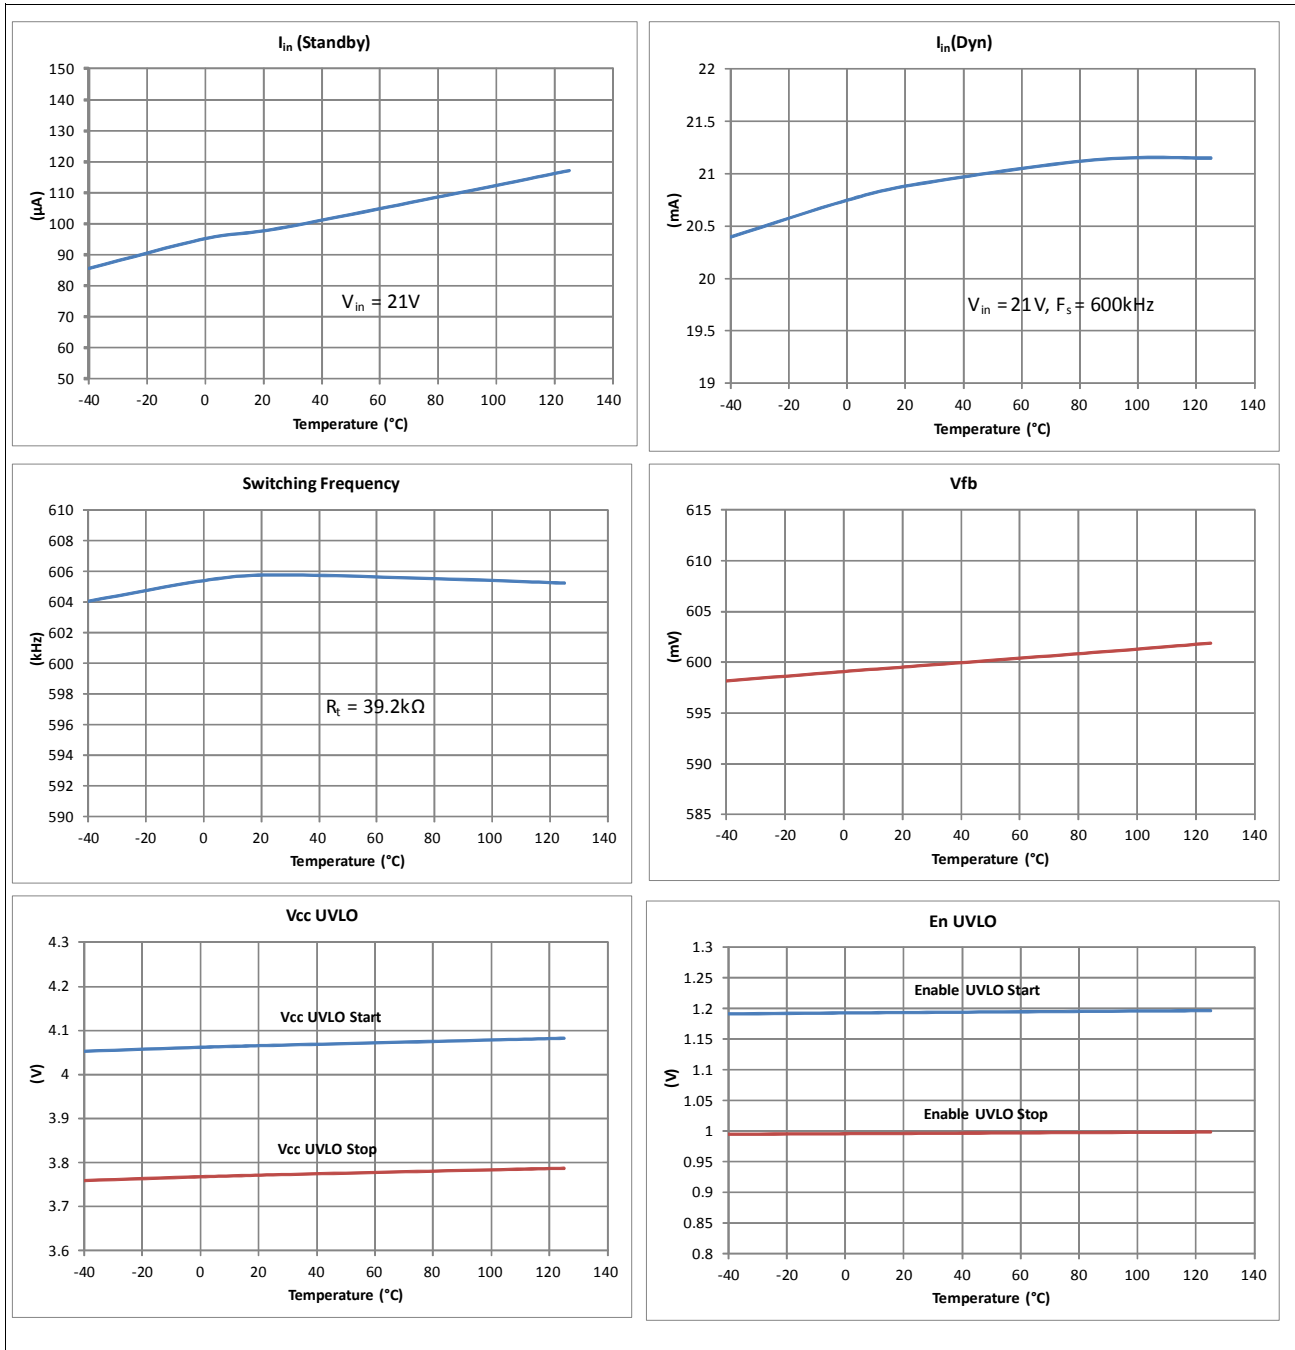 I_in (Standby)
150
140
130
120
110
100
90
80
70
60
50
(µA)
V_in = 21V
-40 -20 0 20 40 60 80 100 120 140
Temperature (°C)
I_in(Dyn)
22
21.5
21
20.5
20
19.5
19
(mA)
V_in = 21V, F_s = 600kHz
-40 -20 0 20 40 60 80 100 120 140
Temperature (°C)
Switching Frequency
610
608
606
604
602
600
598
596
594
592
590
(kHz)
R_t = 39.2kΩ
-40 -20 0 20 40 60 80 100 120 140
Temperature (°C)
Vfb
615
610
605
600
595
590
585
(mV)
-40 -20 0 20 40 60 80 100 120 140
Temperature (°C)
Vcc UVLO
4.3
4.2
4.1
4
3.9
3.8
3.7
3.6
(V)
Vcc UVLO Start
Vcc UVLO Stop
-40 -20 0 20 40 60 80 100 120 140
Temperature (°C)
En UVLO
1.3
1.25
1.2
1.15
1.1
1.05
1
0.95
0.9
0.85
0.8
(V)
Enable UVLO Start
Enable UVLO Stop
-40 -20 0 20 40 60 80 100 120 140
Temperature (°C)